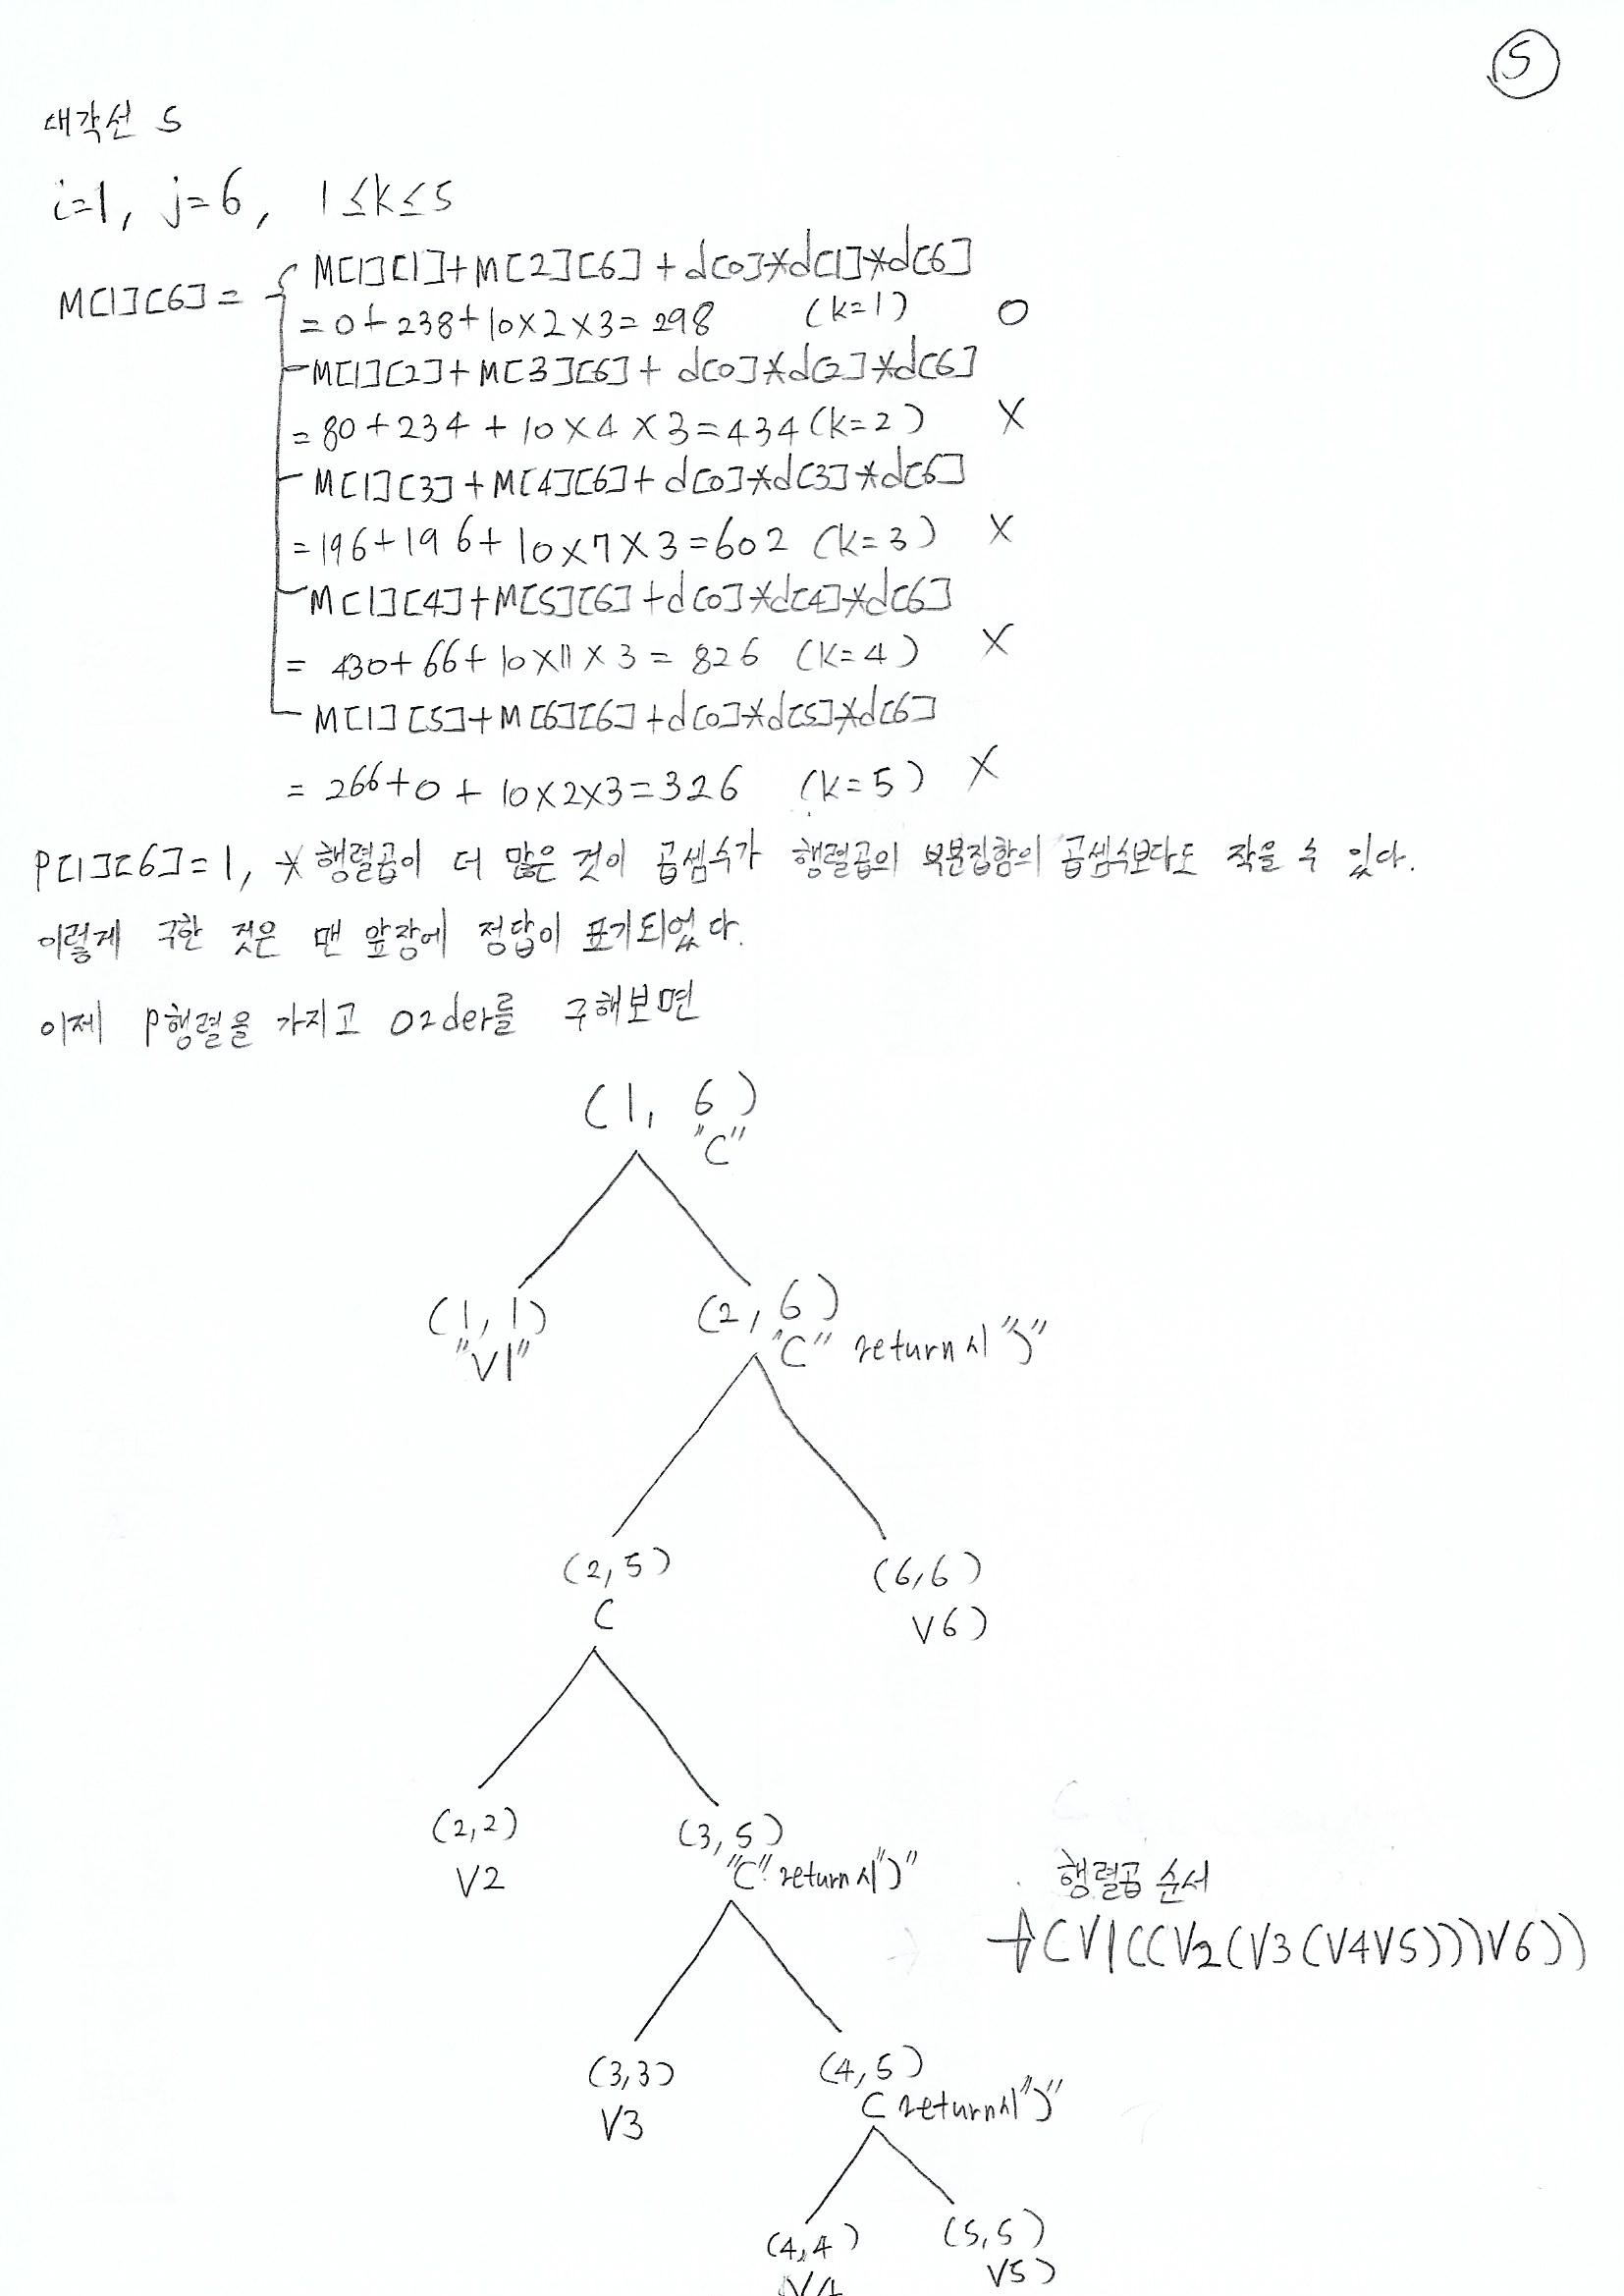 5
대각선 5
i=1, j=6, 1≤k≤5
M[1][1]+M[2][6]+d[0]*d[1]*d[6]
M[1][6]=
=0+238+10×2×3=298 (k=1) O
M[1][2]+M[3][6]+d[0]*d[2]*d[6]
=80+234+10×4×3=434(k=2) X
M[1][3]+M[4][6]+d[0]*d[3]*d[6]
=196+196+10×7×3=602 (k=3) X
M[1][4]+M[5][6]+d[0]*d[4]*d[6]
= 430+66+10×11×3=826 (k=4) X
M[1][5]+M[6][6]+d[0]*d[5]*d[6]
= 266+0+10×2×3=326 (k=5) X
P[1][6]=1, *행렬곱이 더 많은 것이 곱셈수가 행렬곱의 부분집합의 곱셈수보다도 작을 수 있다.
이렇게 구한 것은 맨 앞장에 정답이 표기되었다.
이제 P행렬을 가지고 order를 구해보면
(1, 6)
"("
(1, 1) (2, 6)
"V1" "(" return시 ")"
(2,5) (6,6)
( V6)
(2,2) (3,5)
V2 "(" return시")"
행렬곱 순서
→(V1((V2(V3(V4V5)))V6))
(3,3) (4,5)
V3 ( return시")"
(4,4) (5,5)
V4 V5)